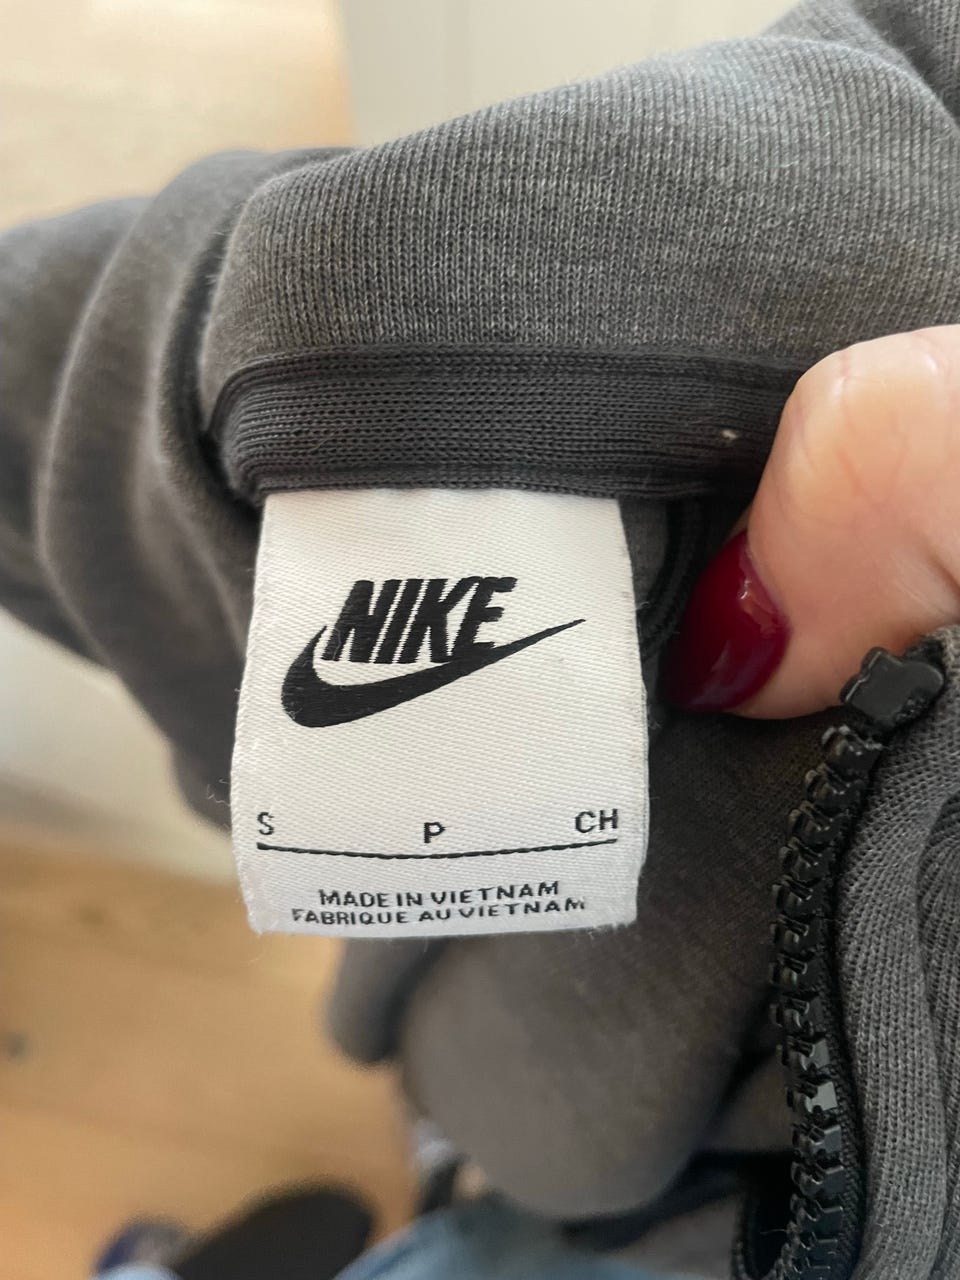 NIKE
S P CH
MADE IN VIETNAM
FABRIQUE AU VIETNAM